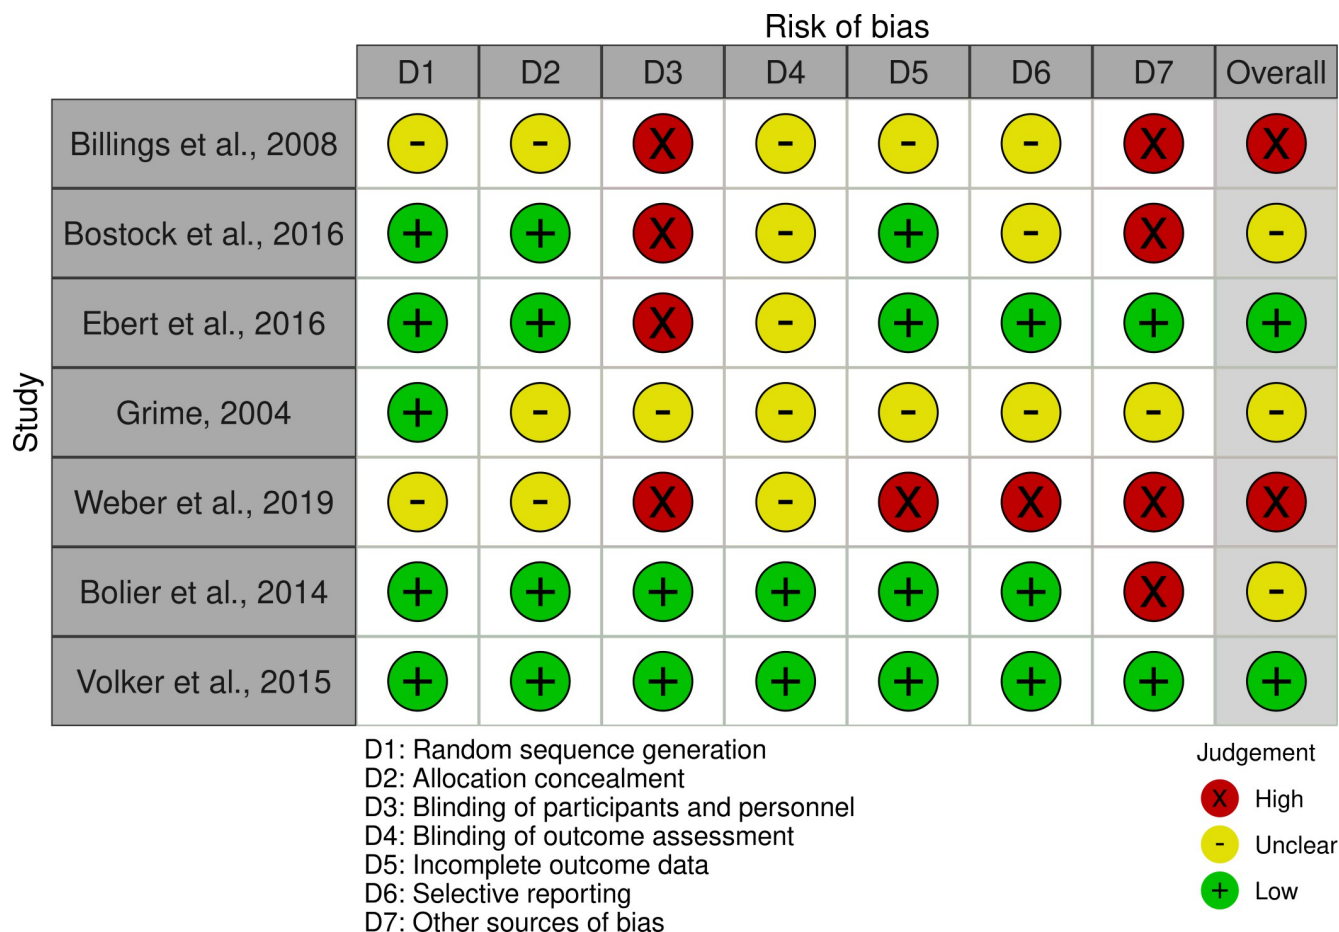 Risk of bias
D1 D2 D3 D4 D5 D6 D7 Overall
Study
Billings et al., 2008 - - X - - - X X
Bostock et al., 2016 + + X - + - X -
Ebert et al., 2016 + + X - + + + +
Grime, 2004 + - - - - - - -
Weber et al., 2019 - - X - X X X X
Bolier et al., 2014 + + + + + + X -
Volker et al., 2015 + + + + + + + +
D1: Random sequence generation
D2: Allocation concealment
D3: Blinding of participants and personnel
D4: Blinding of outcome assessment
D5: Incomplete outcome data
D6: Selective reporting
D7: Other sources of bias
Judgement
X High
- Unclear
+ Low